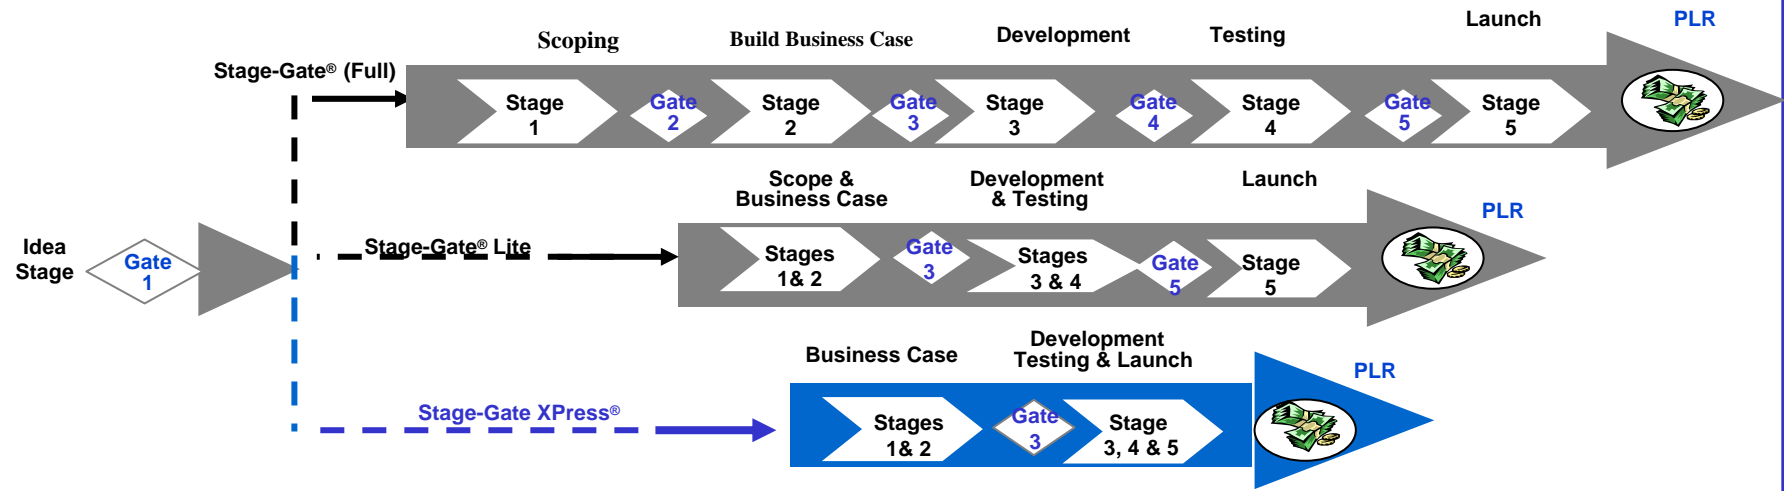 Launch
PLR
Scoping
Build Business Case
Development
Testing
Stage-Gate® (Full)
Stage
1
Gate
2
Stage
2
Gate
3
Stage
3
Gate
4
Stage
4
Gate
5
Stage
5
Scope &
Business Case
Development
& Testing
Launch
PLR
Idea
Stage
Gate
1
Stage-Gate® Lite
Stages
1& 2
Gate
3
Stages
3 & 4
Gate
5
Stage
5
Business Case
Development
Testing & Launch
PLR
Stage-Gate XPress®
Stages
1& 2
Gate
3
Stage
3, 4 & 5